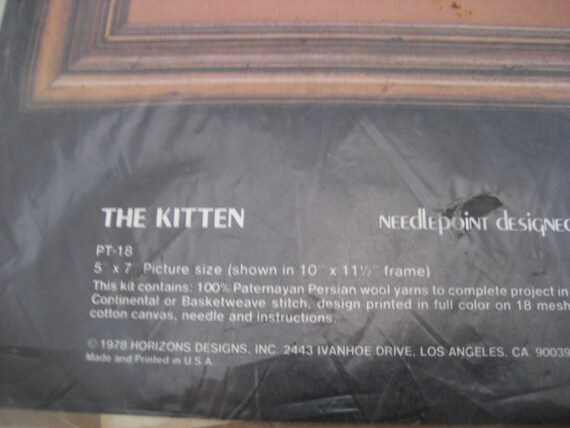 THE KITTEN
NEEdlEpoiNT dEsiGNEd
PT-18
5" x 7" Picture size (shown in 10" x 11½" frame)
This kit contains: 100% Paternayan Persian wool yarns to complete project in
Continental or Basketweave stitch, design printed in full color on 18 mesh
cotton canvas, needle and instructions.
© 1978 HORIZONS DESIGNS, INC. 2443 IVANHOE DRIVE, LOS ANGELES, CA. 90039
Made and Printed in U.S.A.